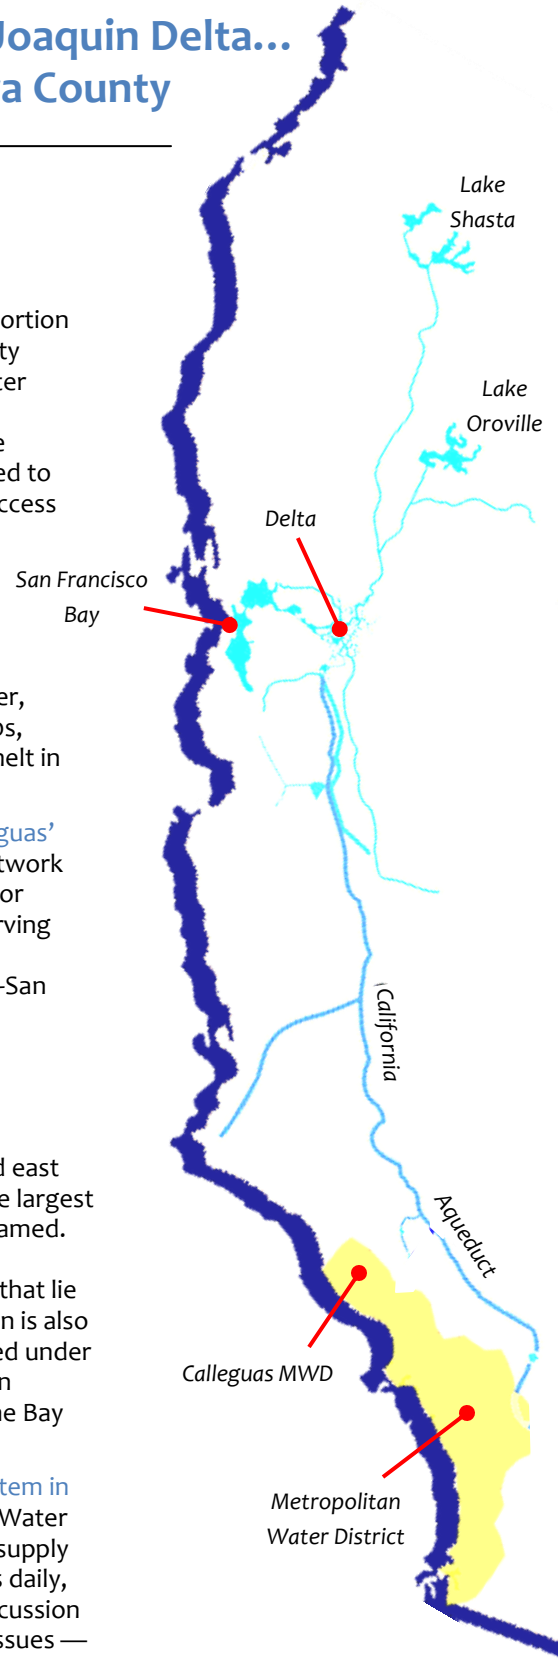 Joaquin Delta…
a County
ortion
ty
ter
e
ed to
ccess
er,
os,
melt in
guas’
twork
or
rving
-San
d east
e largest
amed.
that lie
n is also
ed under
n
he Bay
tem in
Water
supply
s daily,
cussion
ssues —
Lake
Shasta
Lake
Oroville
Delta
San Francisco
Bay
California
Aqueduct
Calleguas MWD
Metropolitan
Water District